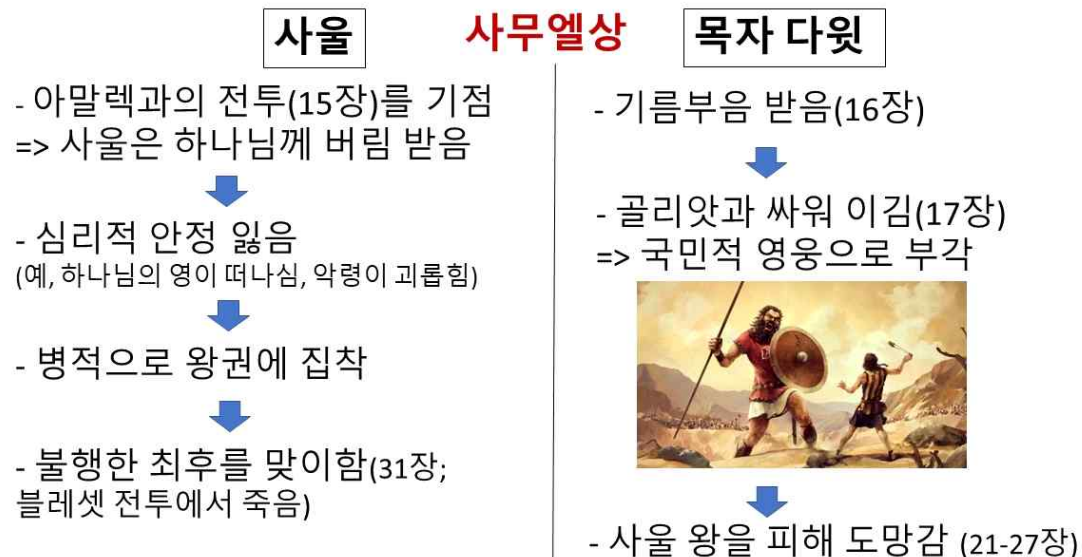 사무엘상
사울
- 아말렉과의 전투(15장)를 기점
=> 사울은 하나님께 버림 받음
- 심리적 안정 잃음
(예, 하나님의 영이 떠나심, 악령이 괴롭힘)
- 병적으로 왕권에 집착
- 불행한 최후를 맞이함(31장;
블레셋 전투에서 죽음)
목자 다윗
- 기름부음 받음(16장)
- 골리앗과 싸워 이김(17장)
=> 국민적 영웅으로 부각
- 사울 왕을 피해 도망감 (21-27장)